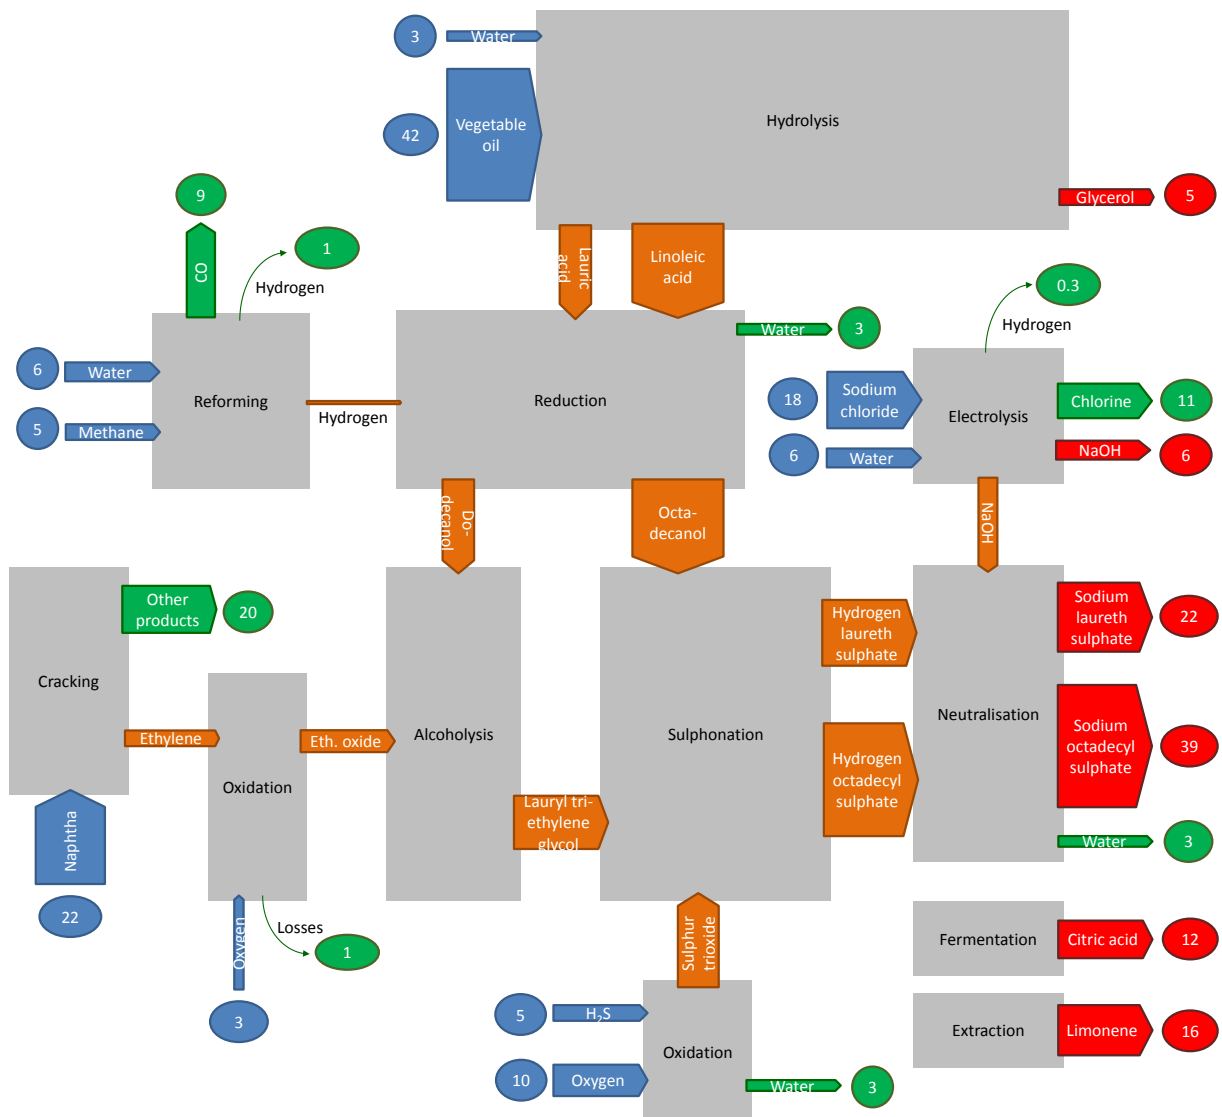 3
Water
42
Vegetable
oil
Hydrolysis
Glycerol
5
9
CO
1
Hydrogen
Lauric
acid
Linoleic
acid
0.3
Hydrogen
6
Water
5
Methane
Reforming
Hydrogen
Reduction
Water
3
18
Sodium
chloride
6
Water
Electrolysis
Chlorine
11
NaOH
6
Do-
decanol
Octa-
decanol
NaOH
Other
products
20
Cracking
Ethylene
Naphtha
22
Oxidation
Eth. oxide
Oxygen
3
Losses
1
Alcoholysis
Lauryl tri-
ethylene
glycol
Sulphonation
Hydrogen
laureth
sulphate
Hydrogen
octadecyl
sulphate
Neutralisation
Sodium
laureth
sulphate
22
Sodium
octadecyl
sulphate
39
Water
3
Sulphur
trioxide
5
H₂S
10
Oxygen
Oxidation
Water
3
Fermentation
Citric acid
12
Extraction
Limonene
16